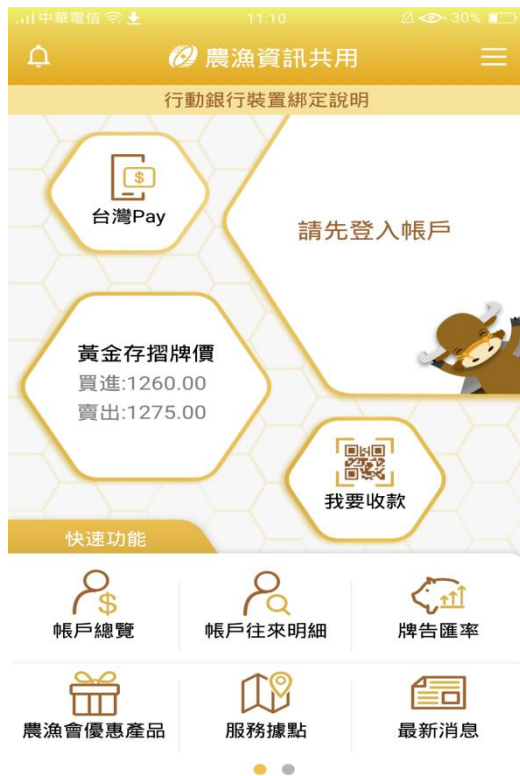 中華電信
11:10
30%
農漁資訊共用
行動銀行裝置綁定說明
台灣Pay
請先登入帳戶
黃金存摺牌價
買進:1260.00
賣出:1275.00
我要收款
快速功能
帳戶總覽
帳戶往來明細
牌告匯率
農漁會優惠產品
服務據點
最新消息